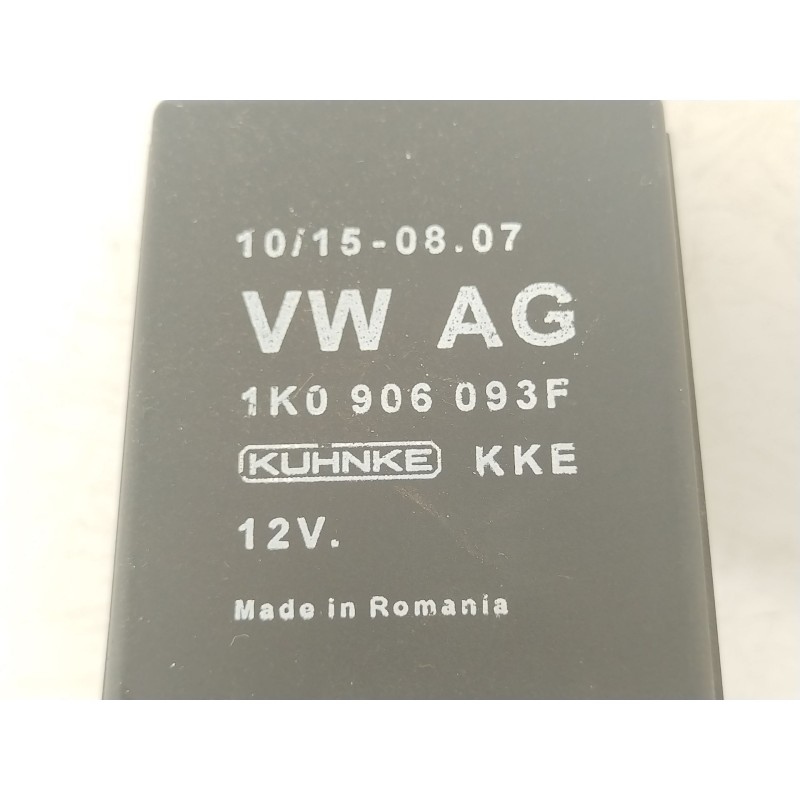 10/15-08.07
VW AG
1K0 906 093F
KUHNKE KKE
12V.
Made in Romania